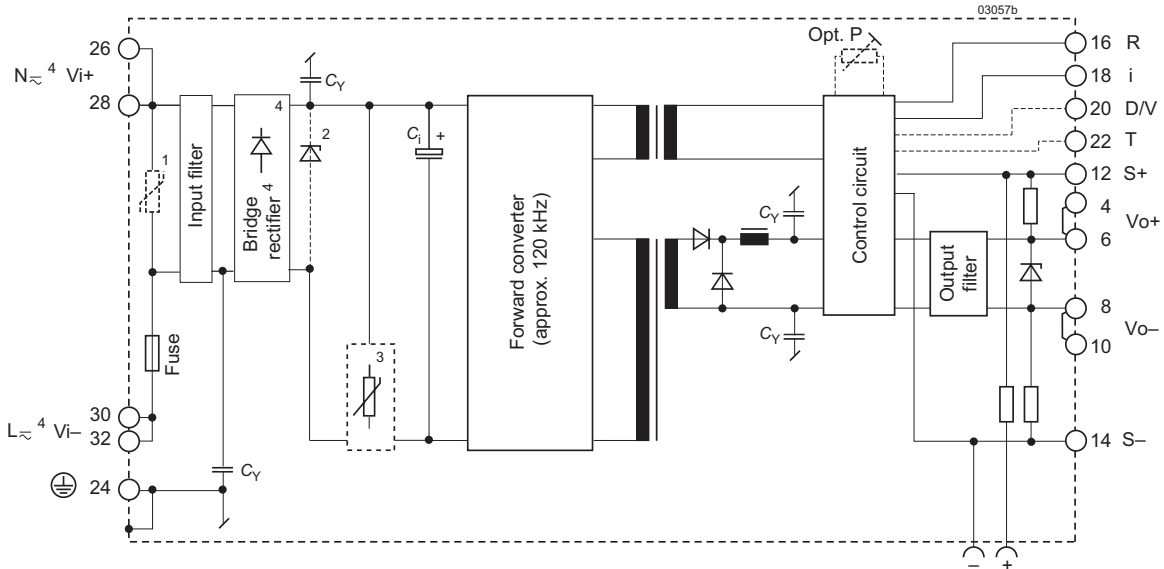 03057b
26
N≂ 4 Vi+
28
1
Input filter
4
Bridge rectifier 4
CY
2
Ci
+
3
Fuse
30
L≂ 4 Vi–
32
24
CY
Forward converter
(approx. 120 kHz)
CY
CY
Opt. P
Control circuit
Output
filter
16 R
18 i
20 D/V
22 T
12 S+
4
Vo+
6
8
Vo–
10
14 S–
–
+